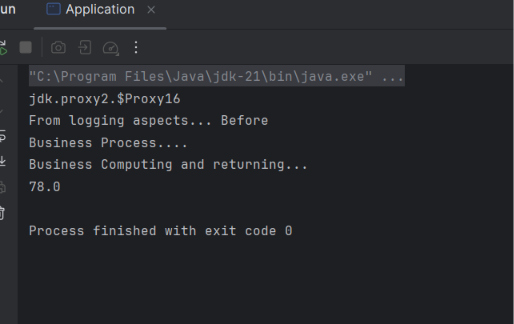 un Application
"C:\Program Files\Java\jdk-21\bin\java.exe" ...
jdk.proxy2.$Proxy16
From logging aspects... Before
Business Process....
Business Computing and returning...
78.0
Process finished with exit code 0